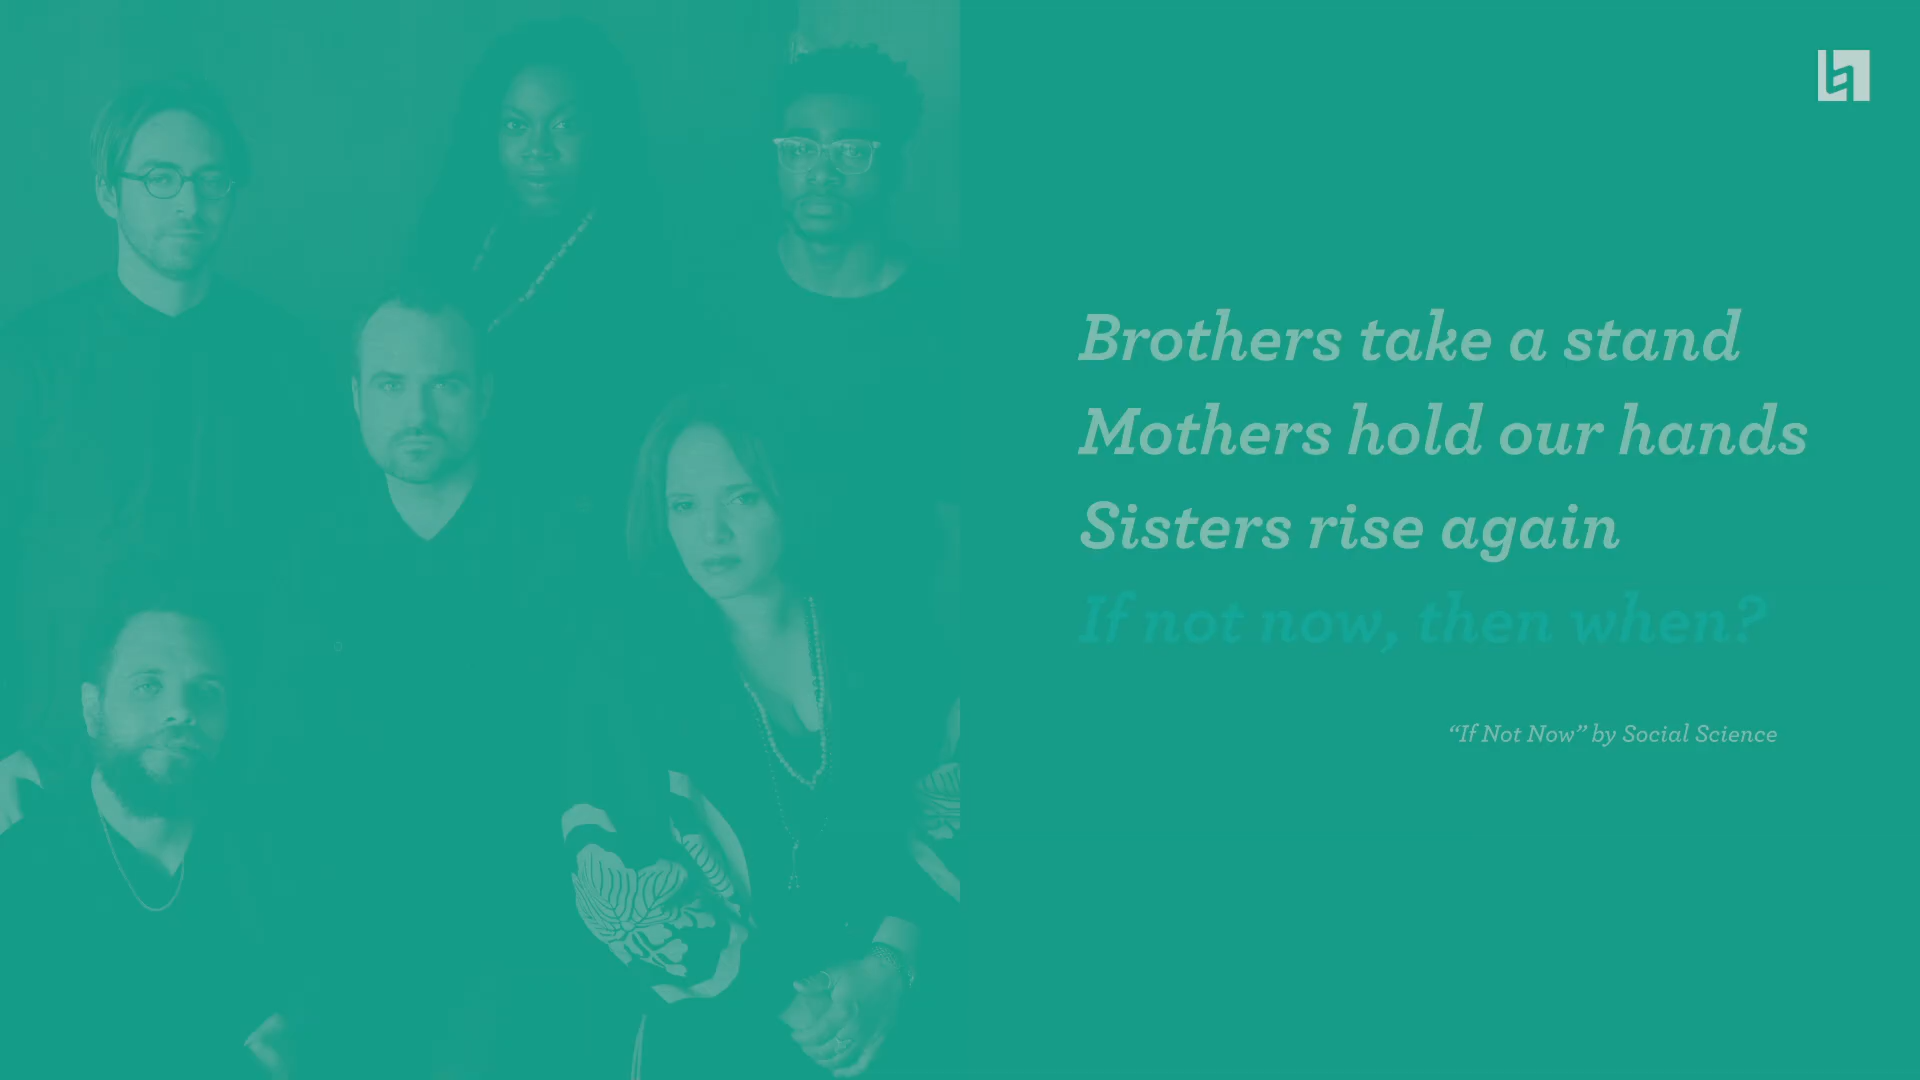 Brothers take a stand
Mothers hold our hands
Sisters rise again
If not now, then when?
“If Not Now” by Social Science